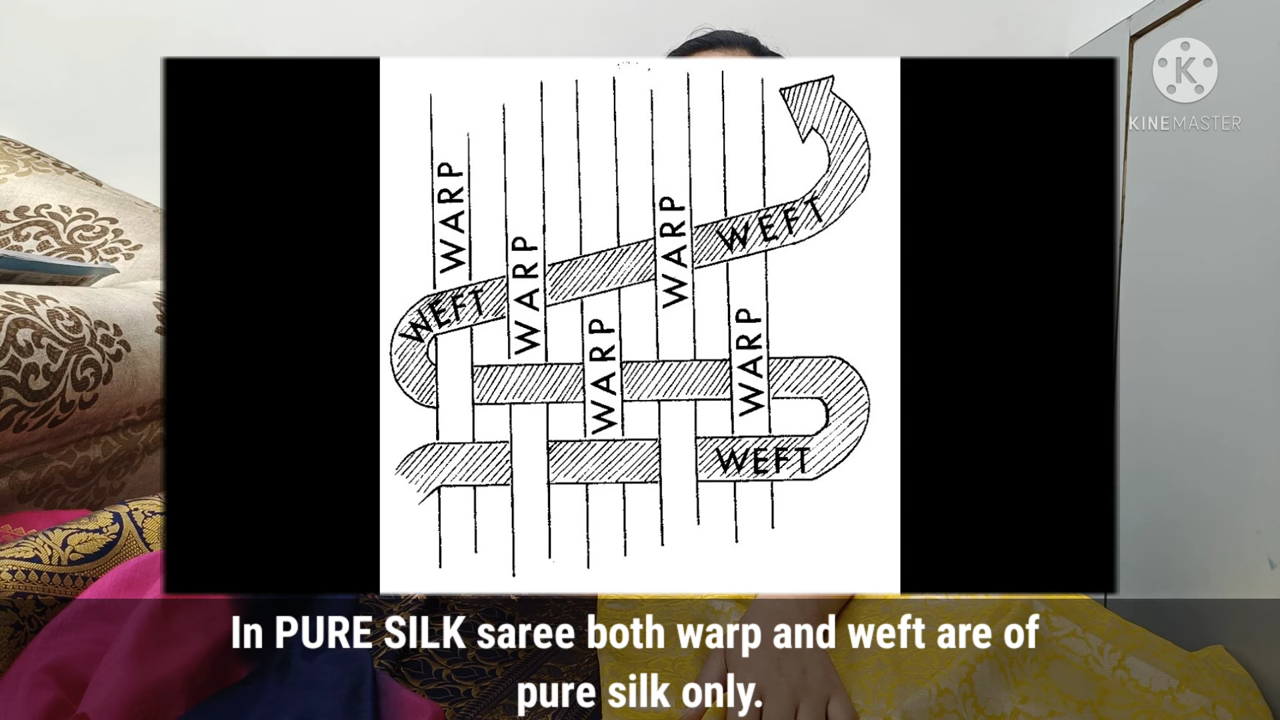 KINEMASTER
WARP
WARP
WARP
WEFT
WEFT
WARP
WARP
WEFT
In PURE SILK saree both warp and weft are of
pure silk only.